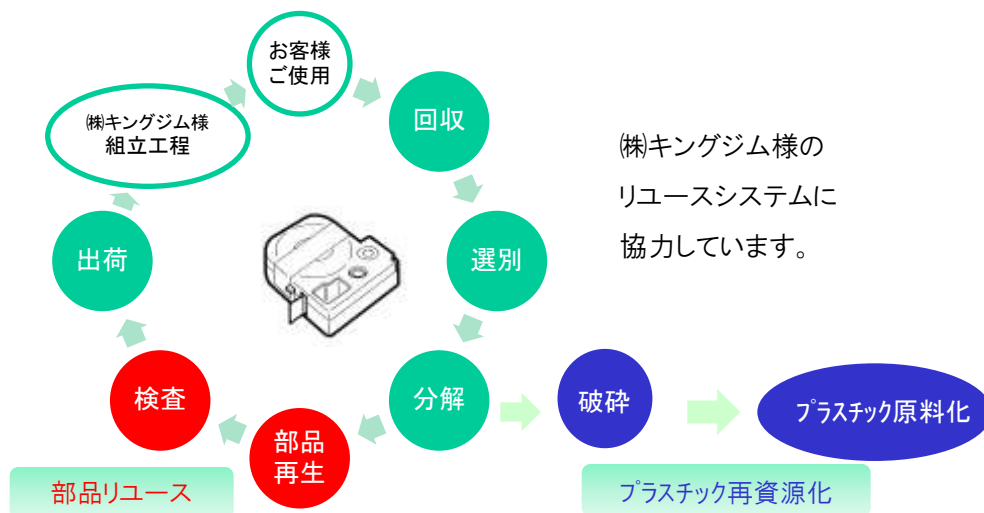 お客様
ご使用
回収
選別
分解
部品
再生
検査
出荷
㈱キングジム様
組立工程
㈱キングジム様の
リユースシステムに
協力しています。
破砕
プラスチック原料化
部品リユース
プラスチック再資源化